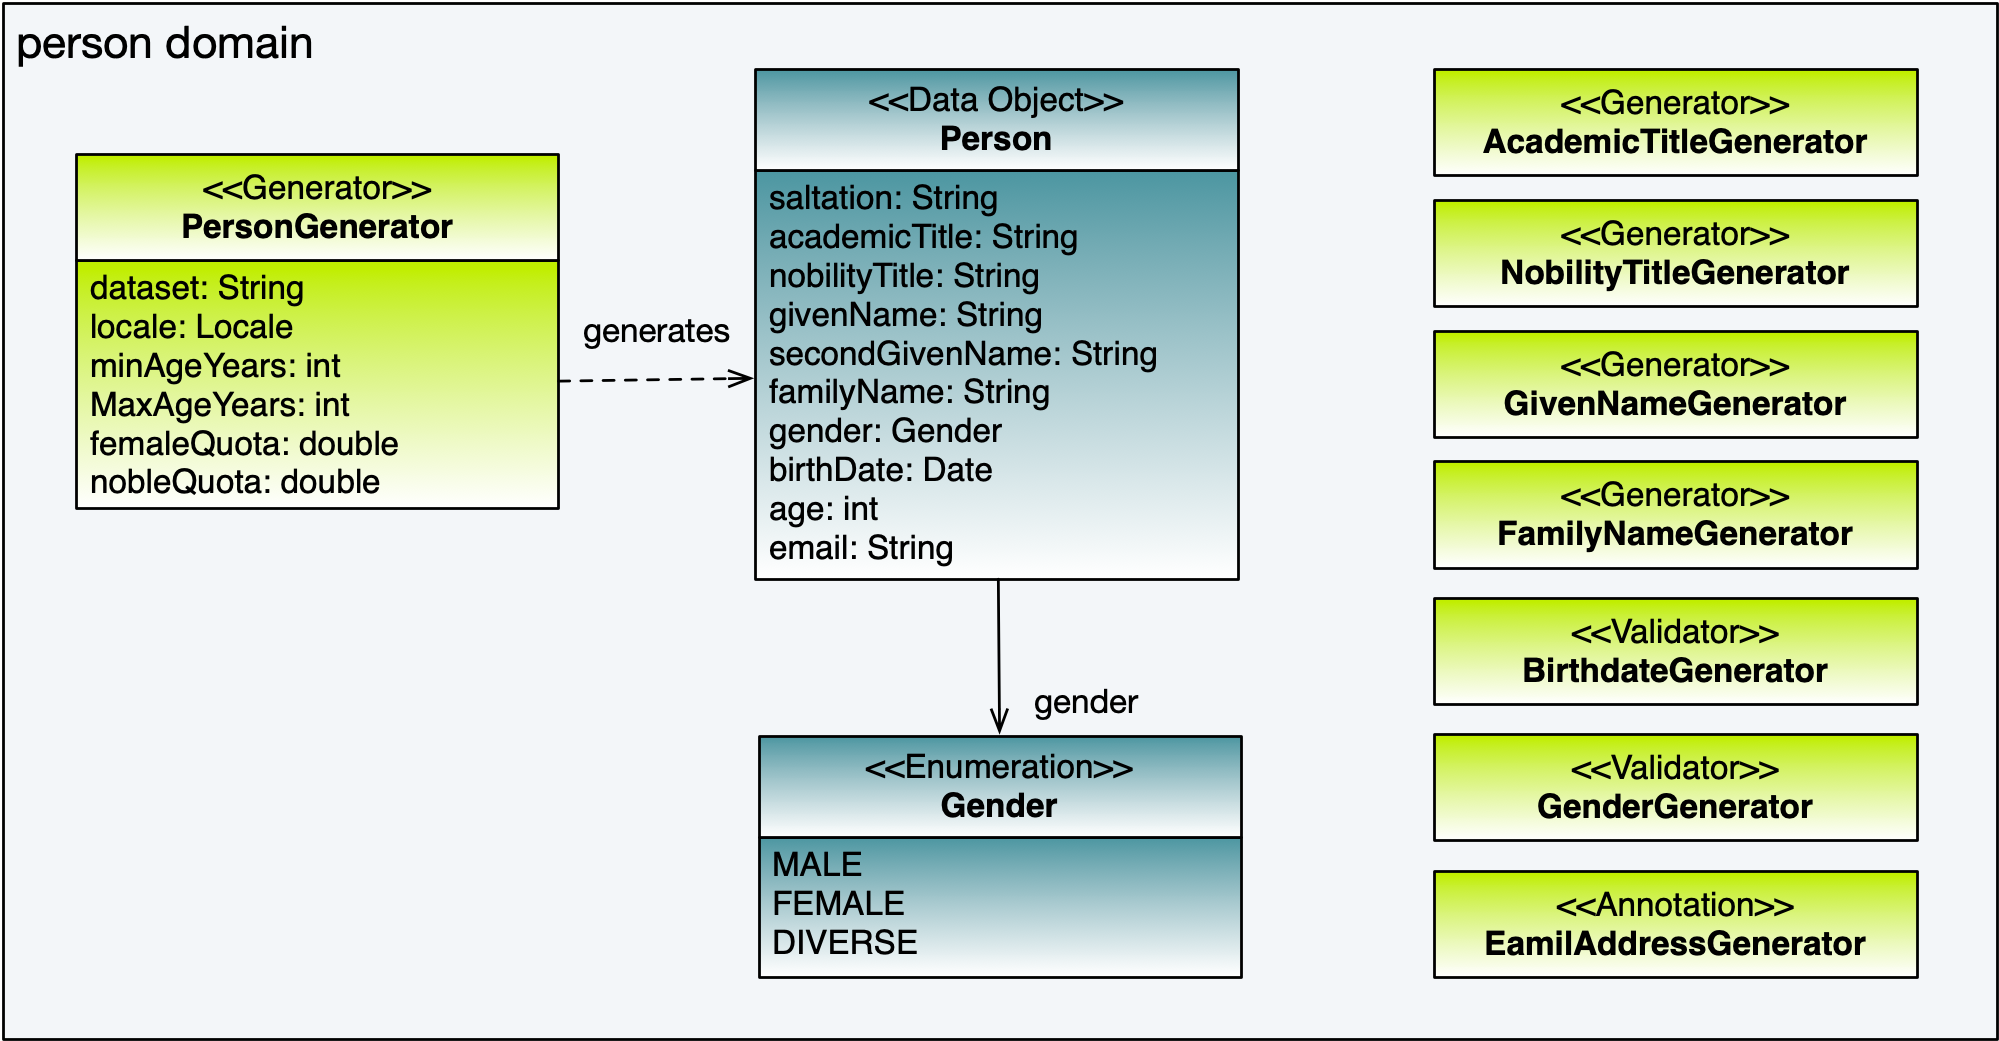 person domain
<<Generator>>
PersonGenerator
dataset: String
locale: Locale
minAgeYears: int
MaxAgeYears: int
femaleQuota: double
nobleQuota: double
generates
<<Data Object>>
Person
saltation: String
academicTitle: String
nobilityTitle: String
givenName: String
secondGivenName: String
familyName: String
gender: Gender
birthDate: Date
age: int
email: String
gender
<<Enumeration>>
Gender
MALE
FEMALE
DIVERSE
<<Generator>>
AcademicTitleGenerator
<<Generator>>
NobilityTitleGenerator
<<Generator>>
GivenNameGenerator
<<Generator>>
FamilyNameGenerator
<<Validator>>
BirthdateGenerator
<<Validator>>
GenderGenerator
<<Annotation>>
EamilAddressGenerator